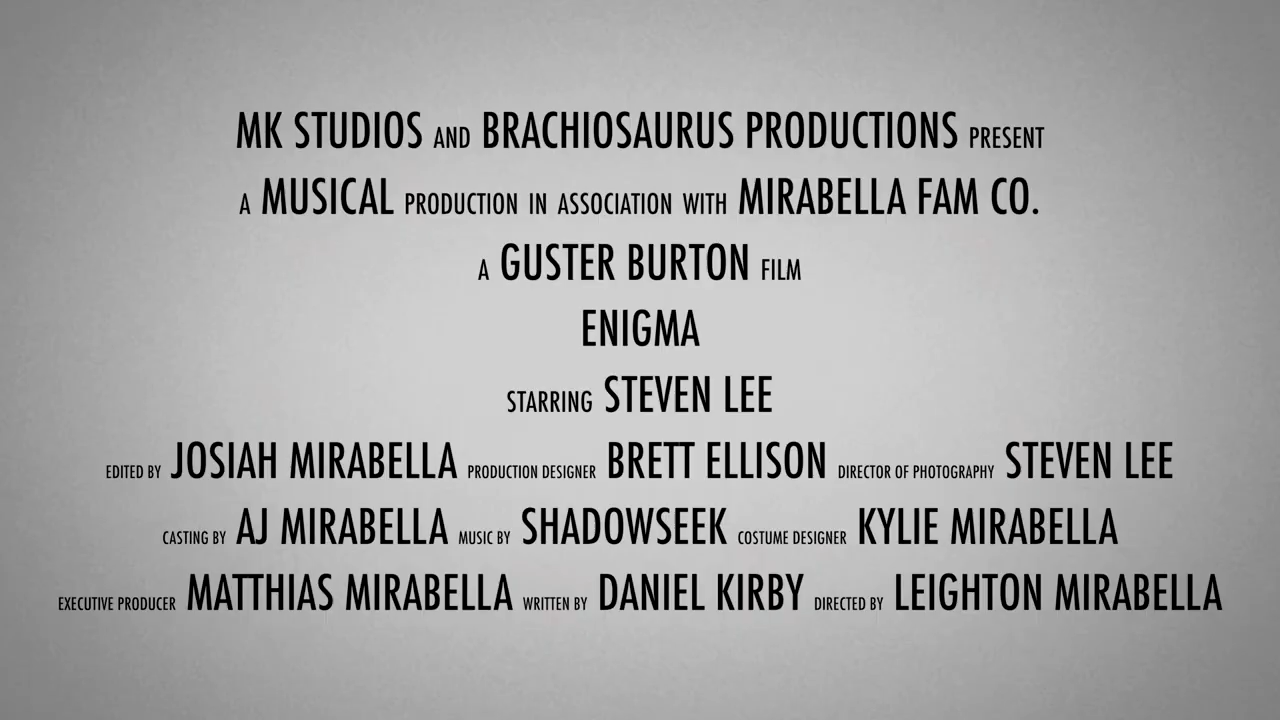 MK STUDIOS AND BRACHIOSAURUS PRODUCTIONS PRESENT
A MUSICAL PRODUCTION IN ASSOCIATION WITH MIRABELLA FAM CO.
A GUSTER BURTON FILM
ENIGMA
STARRING STEVEN LEE
EDITED BY JOSIAH MIRABELLA PRODUCTION DESIGNER BRETT ELLISON DIRECTOR OF PHOTOGRAPHY STEVEN LEE
CASTING BY AJ MIRABELLA MUSIC BY SHADOWSEEK COSTUME DESIGNER KYLIE MIRABELLA
EXECUTIVE PRODUCER MATTHIAS MIRABELLA WRITTEN BY DANIEL KIRBY DIRECTED BY LEIGHTON MIRABELLA